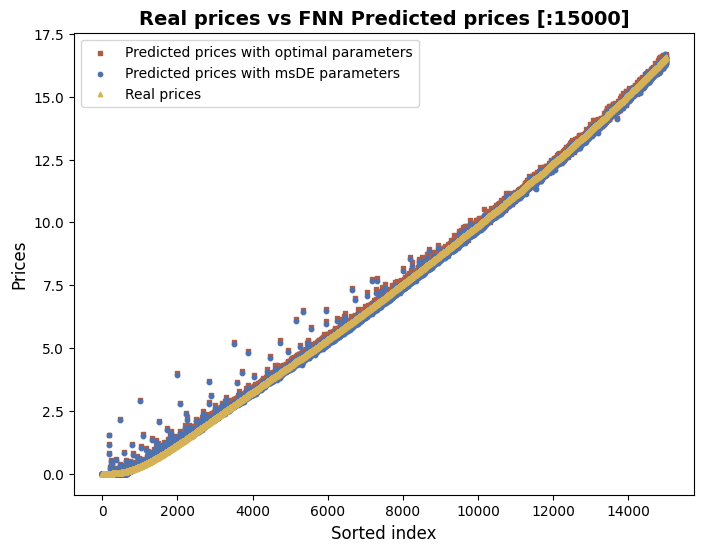 Real prices vs FNN Predicted prices [:15000]
Predicted prices with optimal parameters
Predicted prices with msDE parameters
Real prices
Prices
17.5
15.0
12.5
10.0
7.5
5.0
2.5
0.0
0 2000 4000 6000 8000 10000 12000 14000
Sorted index